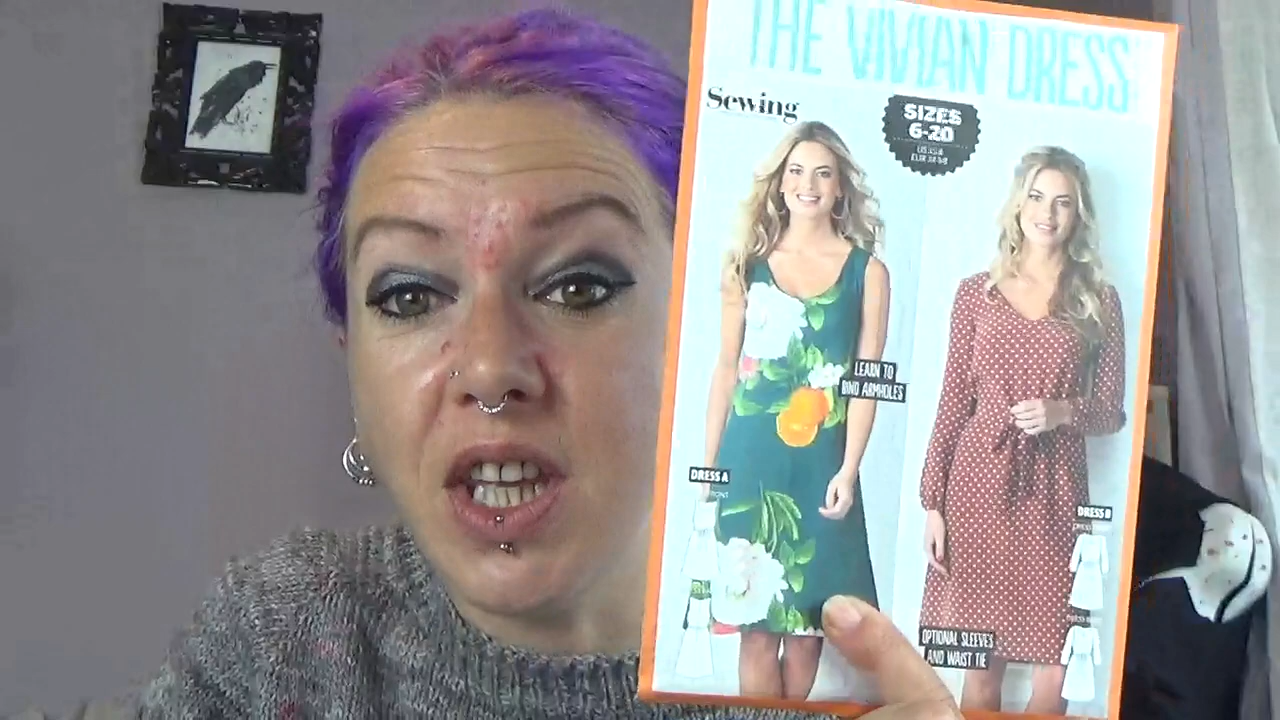 THE VIVIAN DRESS
Sewing
SIZES
6-20
LEARN TO
BIND ARMHOLES
DRESS A
DRESS B
OPTIONAL SLEEVES
AND WAIST TIE